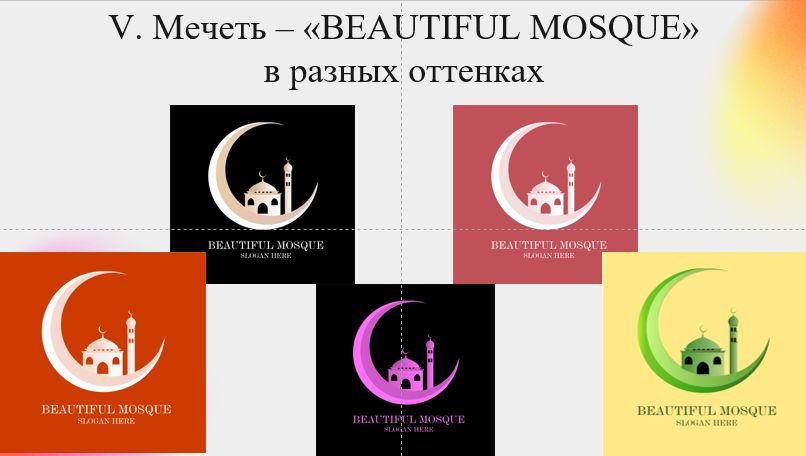 V. Мечеть – «BEAUTIFUL MOSQUE»
в разных оттенках
BEAUTIFUL MOSQUE
SLOGAN HERE
BEAUTIFUL MOSQUE
SLOGAN HERE
BEAUTIFUL MOSQUE
SLOGAN HERE
BEAUTIFUL MOSQUE
SLOGAN HERE
BEAUTIFUL MOSQUE
SLOGAN HERE